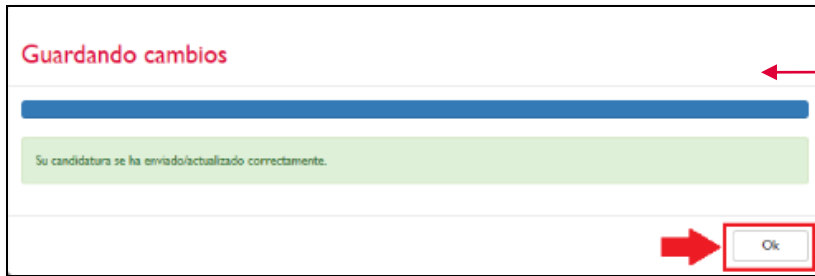 Guardando cambios
Su candidatura se ha enviado/actualizado correctamente.
Ok